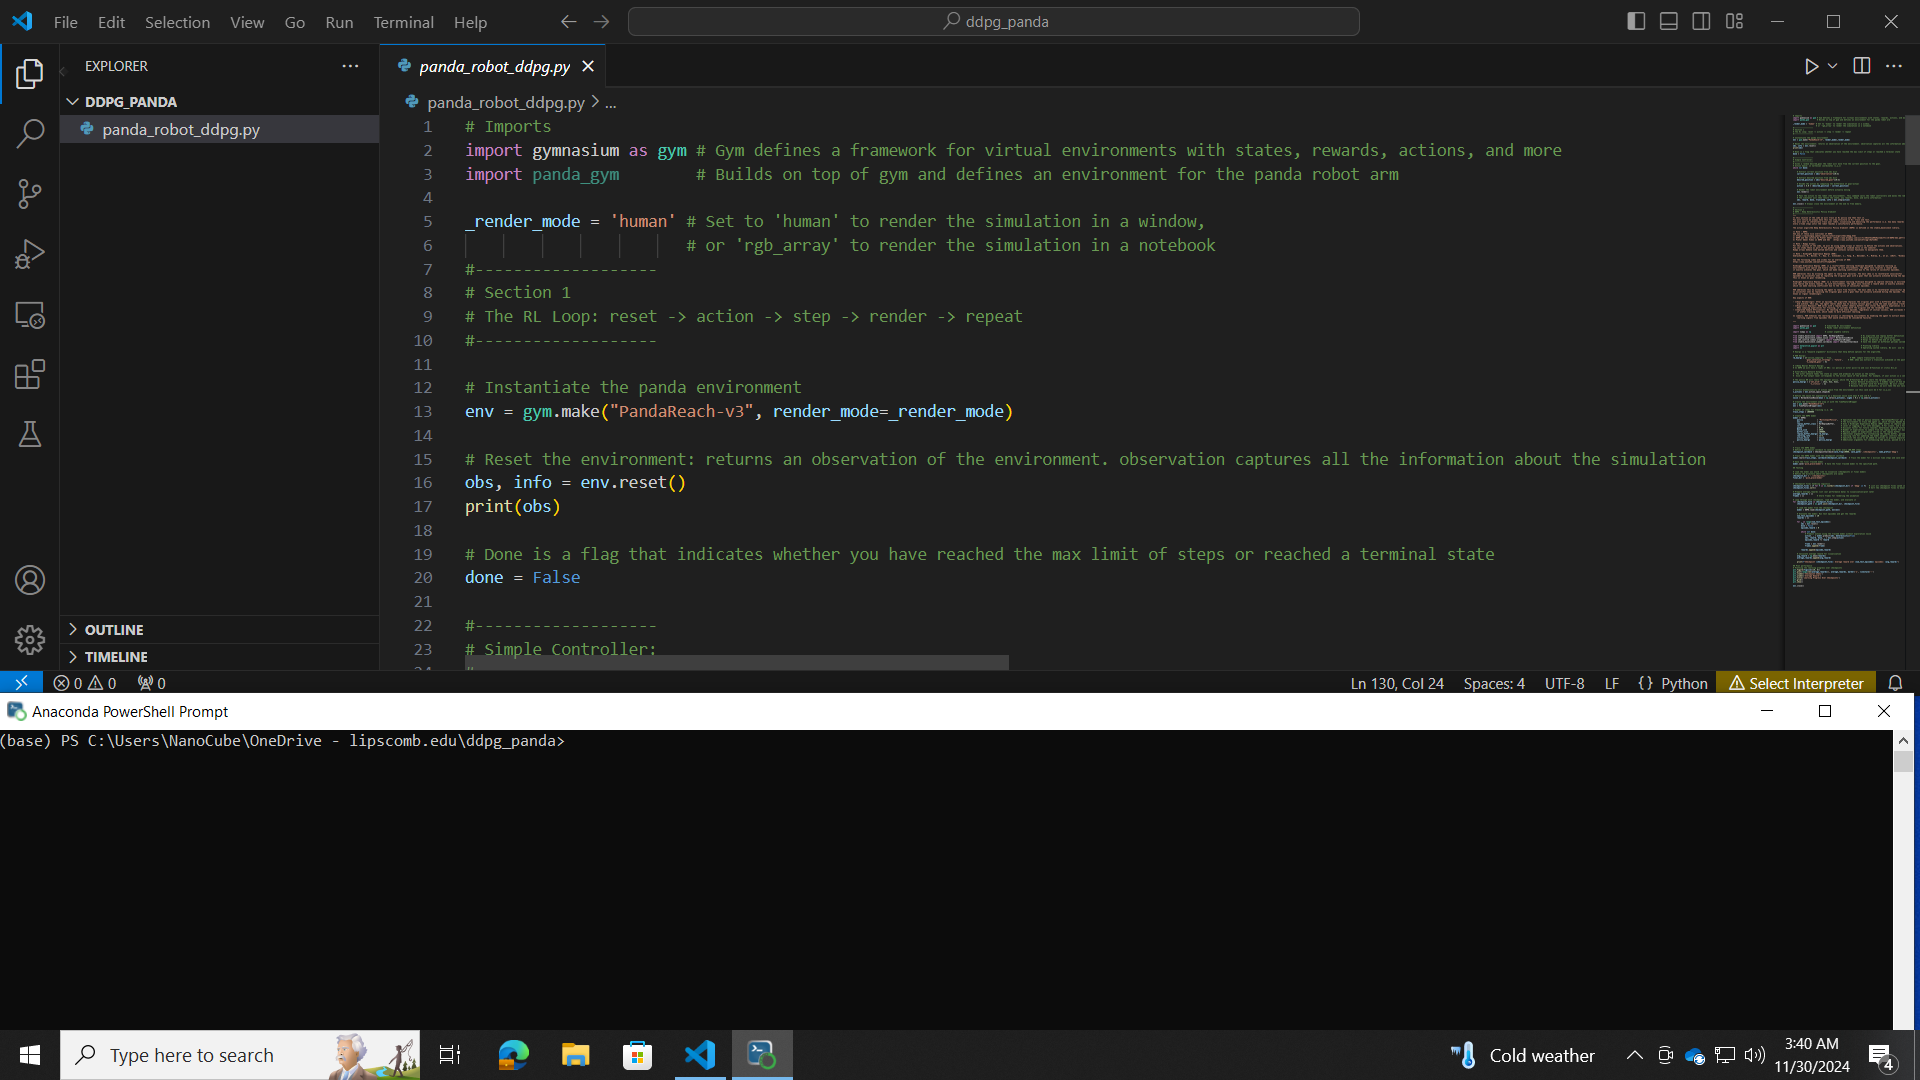 File Edit Selection View Go Run Terminal Help
ddpg_panda
EXPLORER
DDPG_PANDA
panda_robot_ddpg.py
OUTLINE
TIMELINE
panda_robot_ddpg.py
panda_robot_ddpg.py > ...
1 # Imports
2 import gymnasium as gym # Gym defines a framework for virtual environments with states, rewards, actions, and more
3 import panda_gym # Builds on top of gym and defines an environment for the panda robot arm
4
5 _render_mode = 'human' # Set to 'human' to render the simulation in a window,
6 # or 'rgb_array' to render the simulation in a notebook
7 #-------------------
8 # Section 1
9 # The RL Loop: reset -> action -> step -> render -> repeat
10 #-------------------
11
12 # Instantiate the panda environment
13 env = gym.make("PandaReach-v3", render_mode=_render_mode)
14
15 # Reset the environment: returns an observation of the environment. observation captures all the information about the simulation
16 obs, info = env.reset()
17 print(obs)
18
19 # Done is a flag that indicates whether you have reached the max limit of steps or reached a terminal state
20 done = False
21
22 #-------------------
23 # Simple Controller:
0 0 0
Ln 130, Col 24 Spaces: 4 UTF-8 LF {} Python Select Interpreter
Anaconda PowerShell Prompt
(base) PS C:\Users\NanoCube\OneDrive - lipscomb.edu\ddpg_panda>
Type here to search
Cold weather
3:40 AM
11/30/2024
4